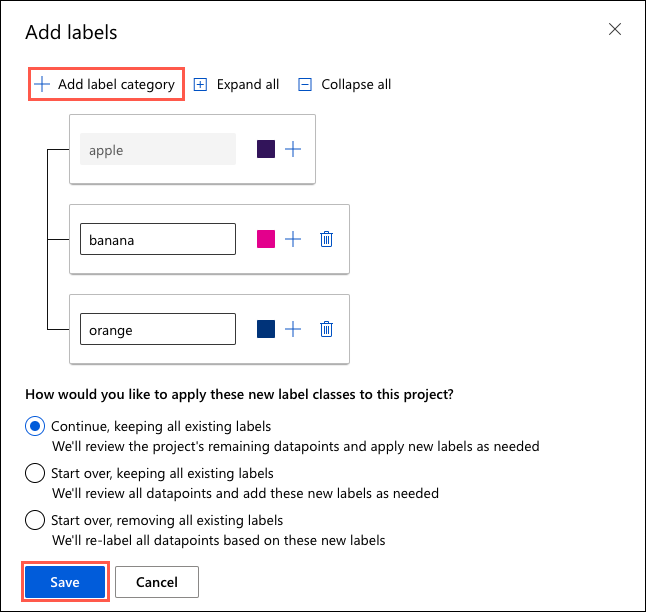 Add labels
Add label category Expand all Collapse all
apple
banana
orange
How would you like to apply these new label classes to this project?
Continue, keeping all existing labels
We'll review the project's remaining datapoints and apply new labels as needed
Start over, keeping all existing labels
We'll review all datapoints and add these new labels as needed
Start over, removing all existing labels
We'll re-label all datapoints based on these new labels
Save Cancel